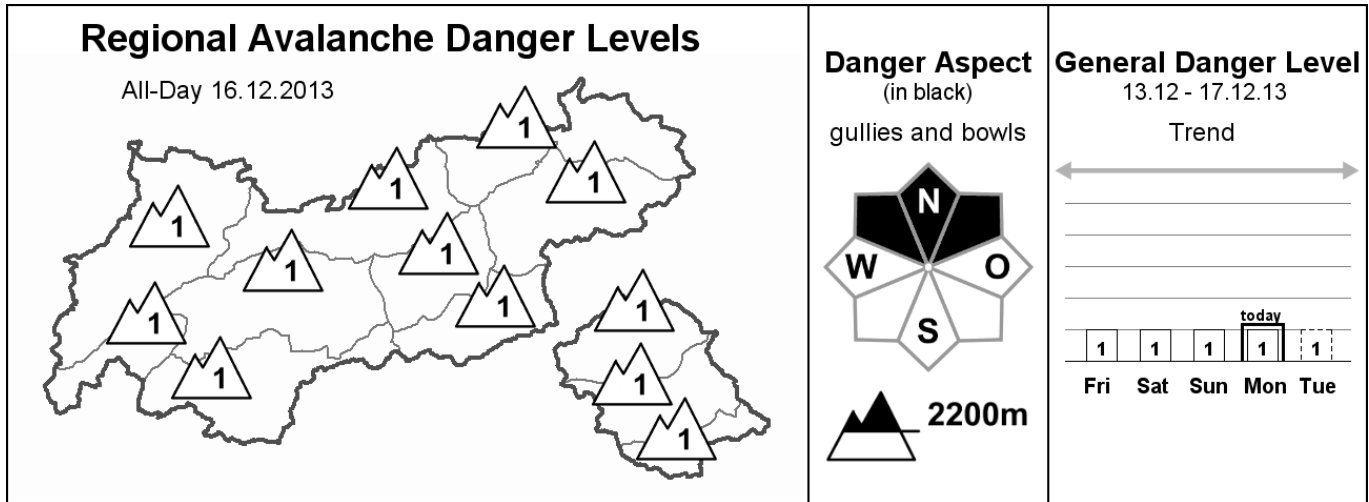 Regional Avalanche Danger Levels
All-Day 16.12.2013
1
1
1
1
1
1
1
1
1
1
1
1
1
Danger Aspect
(in black)
gullies and bowls
N
W
O
S
2200m
General Danger Level
13.12 - 17.12.13
Trend
today
1 1 1 1 1
Fri Sat Sun Mon Tue